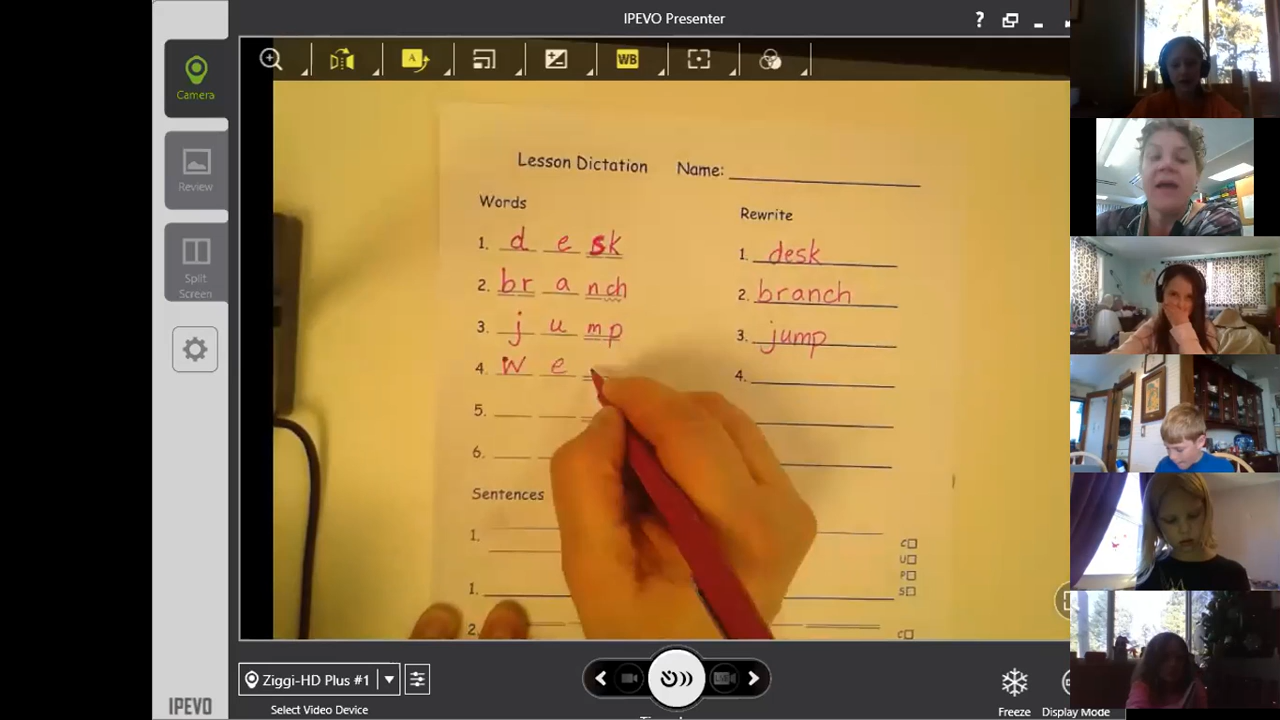 IPEVO Presenter
?
Camera
A
WB
Review
Split
Screen
Lesson Dictation Name:
Words
Rewrite
1. d e sk
1. desk
2. br a nch
2. branch
3. j u mp
3. jump
4. w e
4.
5.
6.
Sentences
1.
C
U
P
S
1.
2.
C
Ziggi-HD Plus #1
Select Video Device
LIVE
Freeze
Display Mode
IPEVO